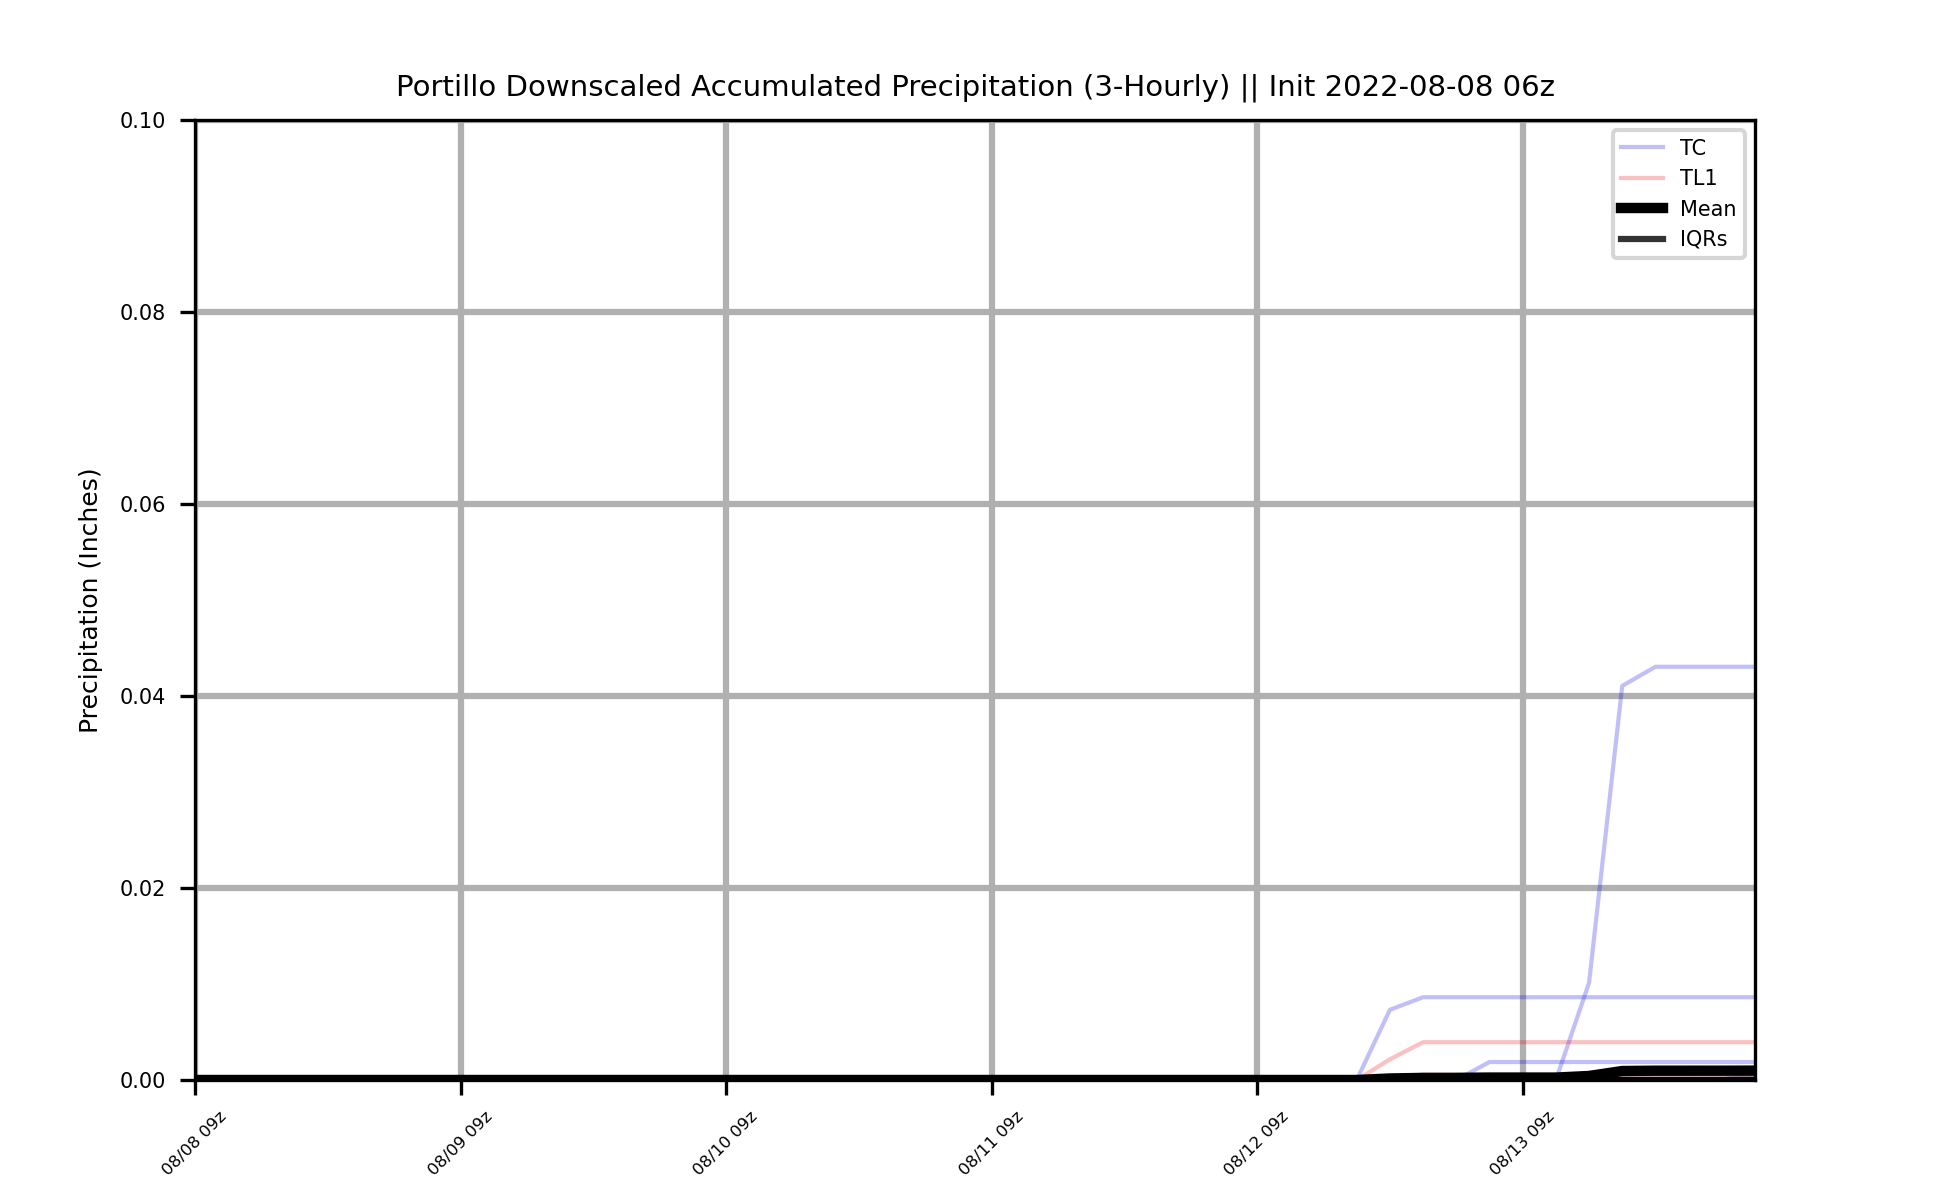 Portillo Downscaled Accumulated Precipitation (3-Hourly) || Init 2022-08-08 06z
TC
TL1
Mean
IQRs
Precipitation (Inches)
0.10
0.08
0.06
0.04
0.02
0.00
08/08 09z
08/09 09z
08/10 09z
08/11 09z
08/12 09z
08/13 09z